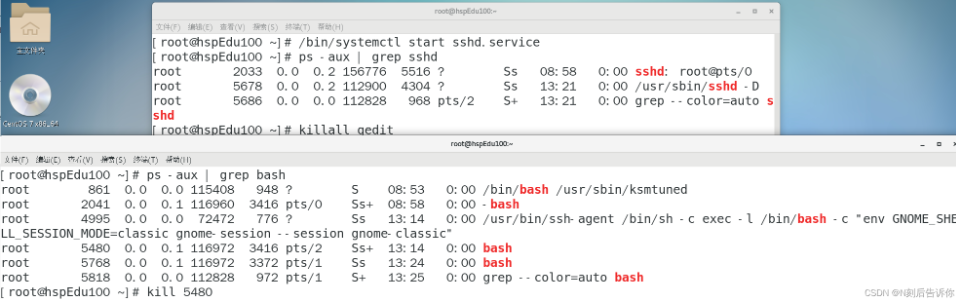 root@hspEdu100:~
文件(F) 编辑(E) 查看(V) 搜索(S) 终端(T) 帮助(H)
[root@hspEdu100 ~]# /bin/systemctl start sshd.service
[root@hspEdu100 ~]# ps -aux | grep sshd
root 2033 0.0 0.2 156776 5516 ? Ss 08:58 0:00 sshd: root@pts/0
root 5678 0.0 0.2 112900 4304 ? Ss 13:21 0:00 /usr/sbin/sshd -D
root 5686 0.0 0.0 112828 968 pts/2 S+ 13:21 0:00 grep --color=auto s
shd
[root@hspEdu100 ~]# killall gedit
主文件夹
CentOS 7 x86_64
root@hspEdu100:~
文件(F) 编辑(E) 查看(V) 搜索(S) 终端(T) 帮助(H)
[root@hspEdu100 ~]# ps -aux | grep bash
root 861 0.0 0.0 115408 948 ? S 08:53 0:00 /bin/bash /usr/sbin/ksmtuned
root 2041 0.0 0.1 116960 3416 pts/0 Ss+ 08:58 0:00 -bash
root 4995 0.0 0.0 72472 776 ? Ss 13:14 0:00 /usr/bin/ssh-agent /bin/sh -c exec -l /bin/bash -c "env GNOME_SHE
LL_SESSION_MODE=classic gnome-session --session gnome-classic"
root 5480 0.0 0.1 116972 3416 pts/2 Ss+ 13:14 0:00 bash
root 5768 0.0 0.1 116972 3372 pts/1 Ss 13:24 0:00 bash
root 5818 0.0 0.0 112828 972 pts/1 S+ 13:25 0:00 grep --color=auto bash
[root@hspEdu100 ~]# kill 5480
CSDN @N刻后告诉你